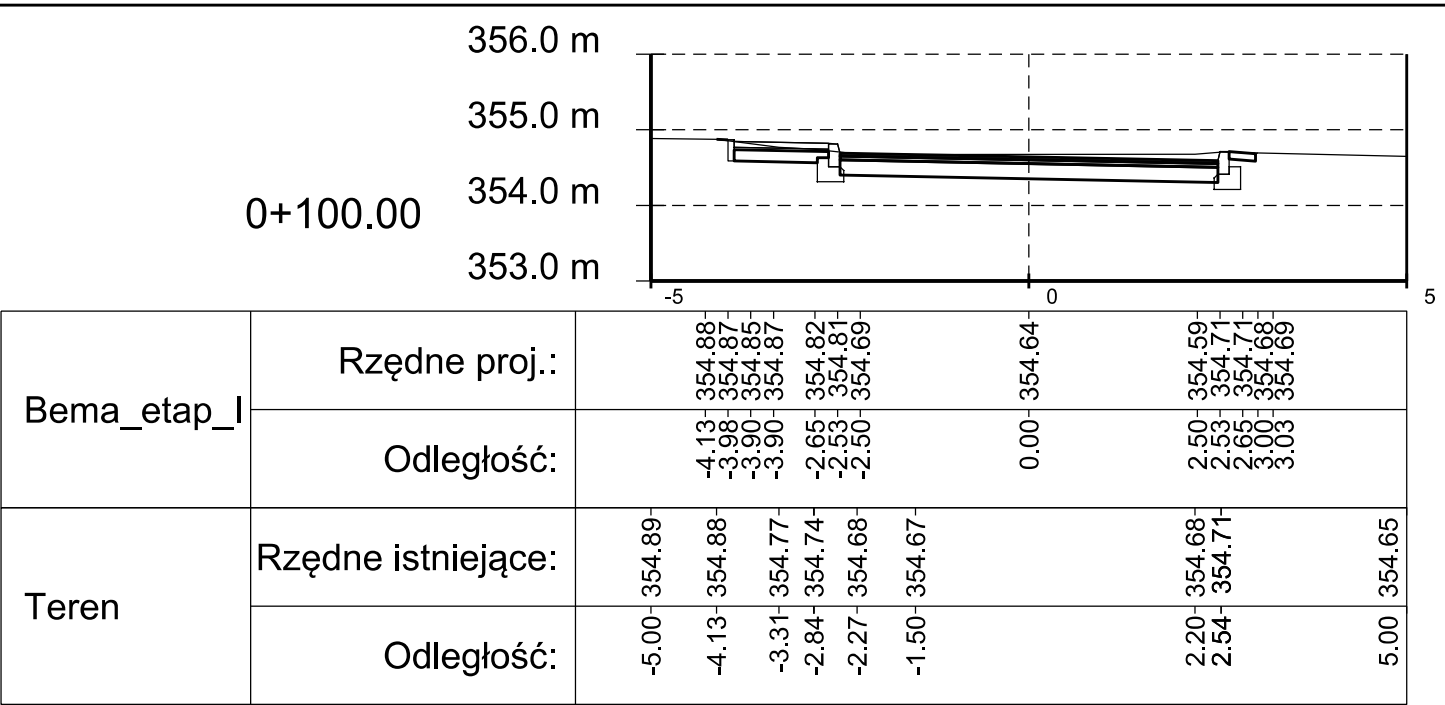 356.0 m
355.0 m
354.0 m
0+100.00
353.0 m
-5 0 5
Bema_etap_I
Rzędne proj.: 354.88 354.87 354.85 354.87 354.82 354.81 354.69 354.64 354.59 354.71 354.71 354.68 354.69
Odległość: -4.13 -3.98 -3.90 -3.90 -2.65 -2.53 -2.50 0.00 2.50 2.53 2.65 3.00 3.03
Teren
Rzędne istniejące: 354.89 354.88 354.77 354.74 354.68 354.67 354.68 354.71 354.65
Odległość: -5.00 -4.13 -3.31 -2.84 -2.27 -1.50 2.20 2.54 5.00